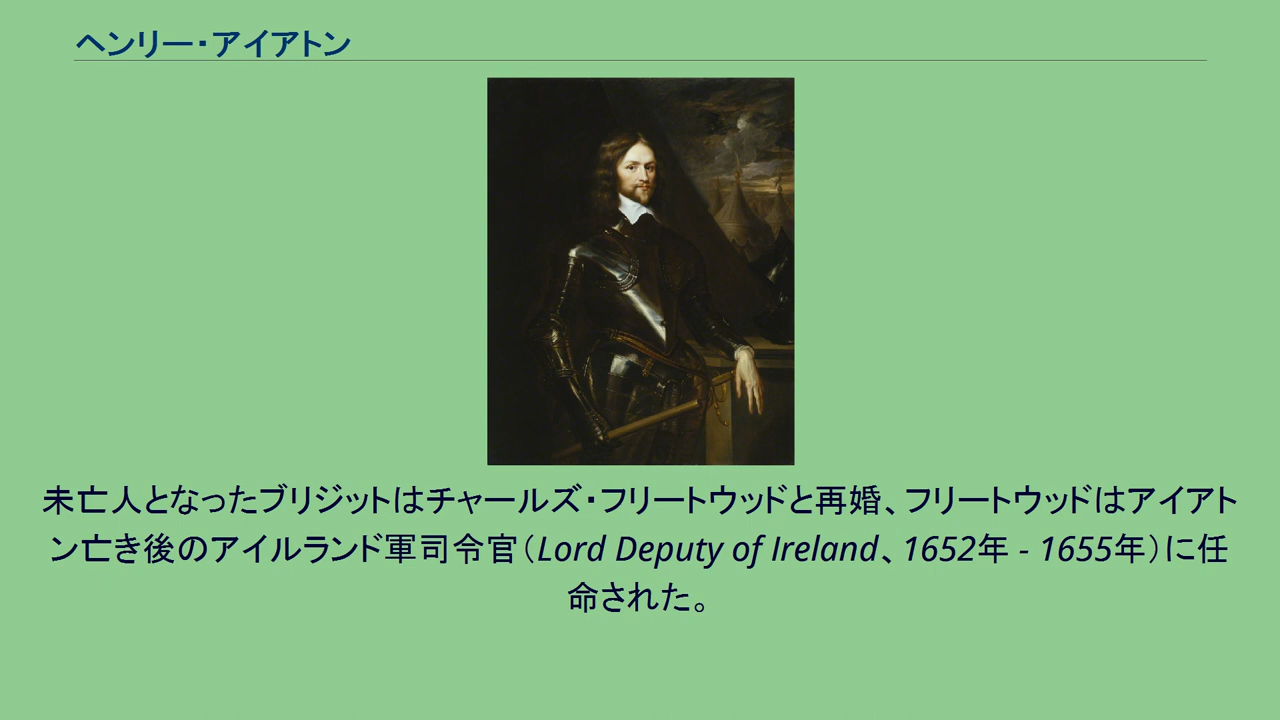 ヘンリー・アイアトン
未亡人となったブリジットはチャールズ・フリートウッドと再婚、フリートウッドはアイアト
ン亡き後のアイルランド軍司令官（Lord Deputy of Ireland、1652年 - 1655年）に任
命された。